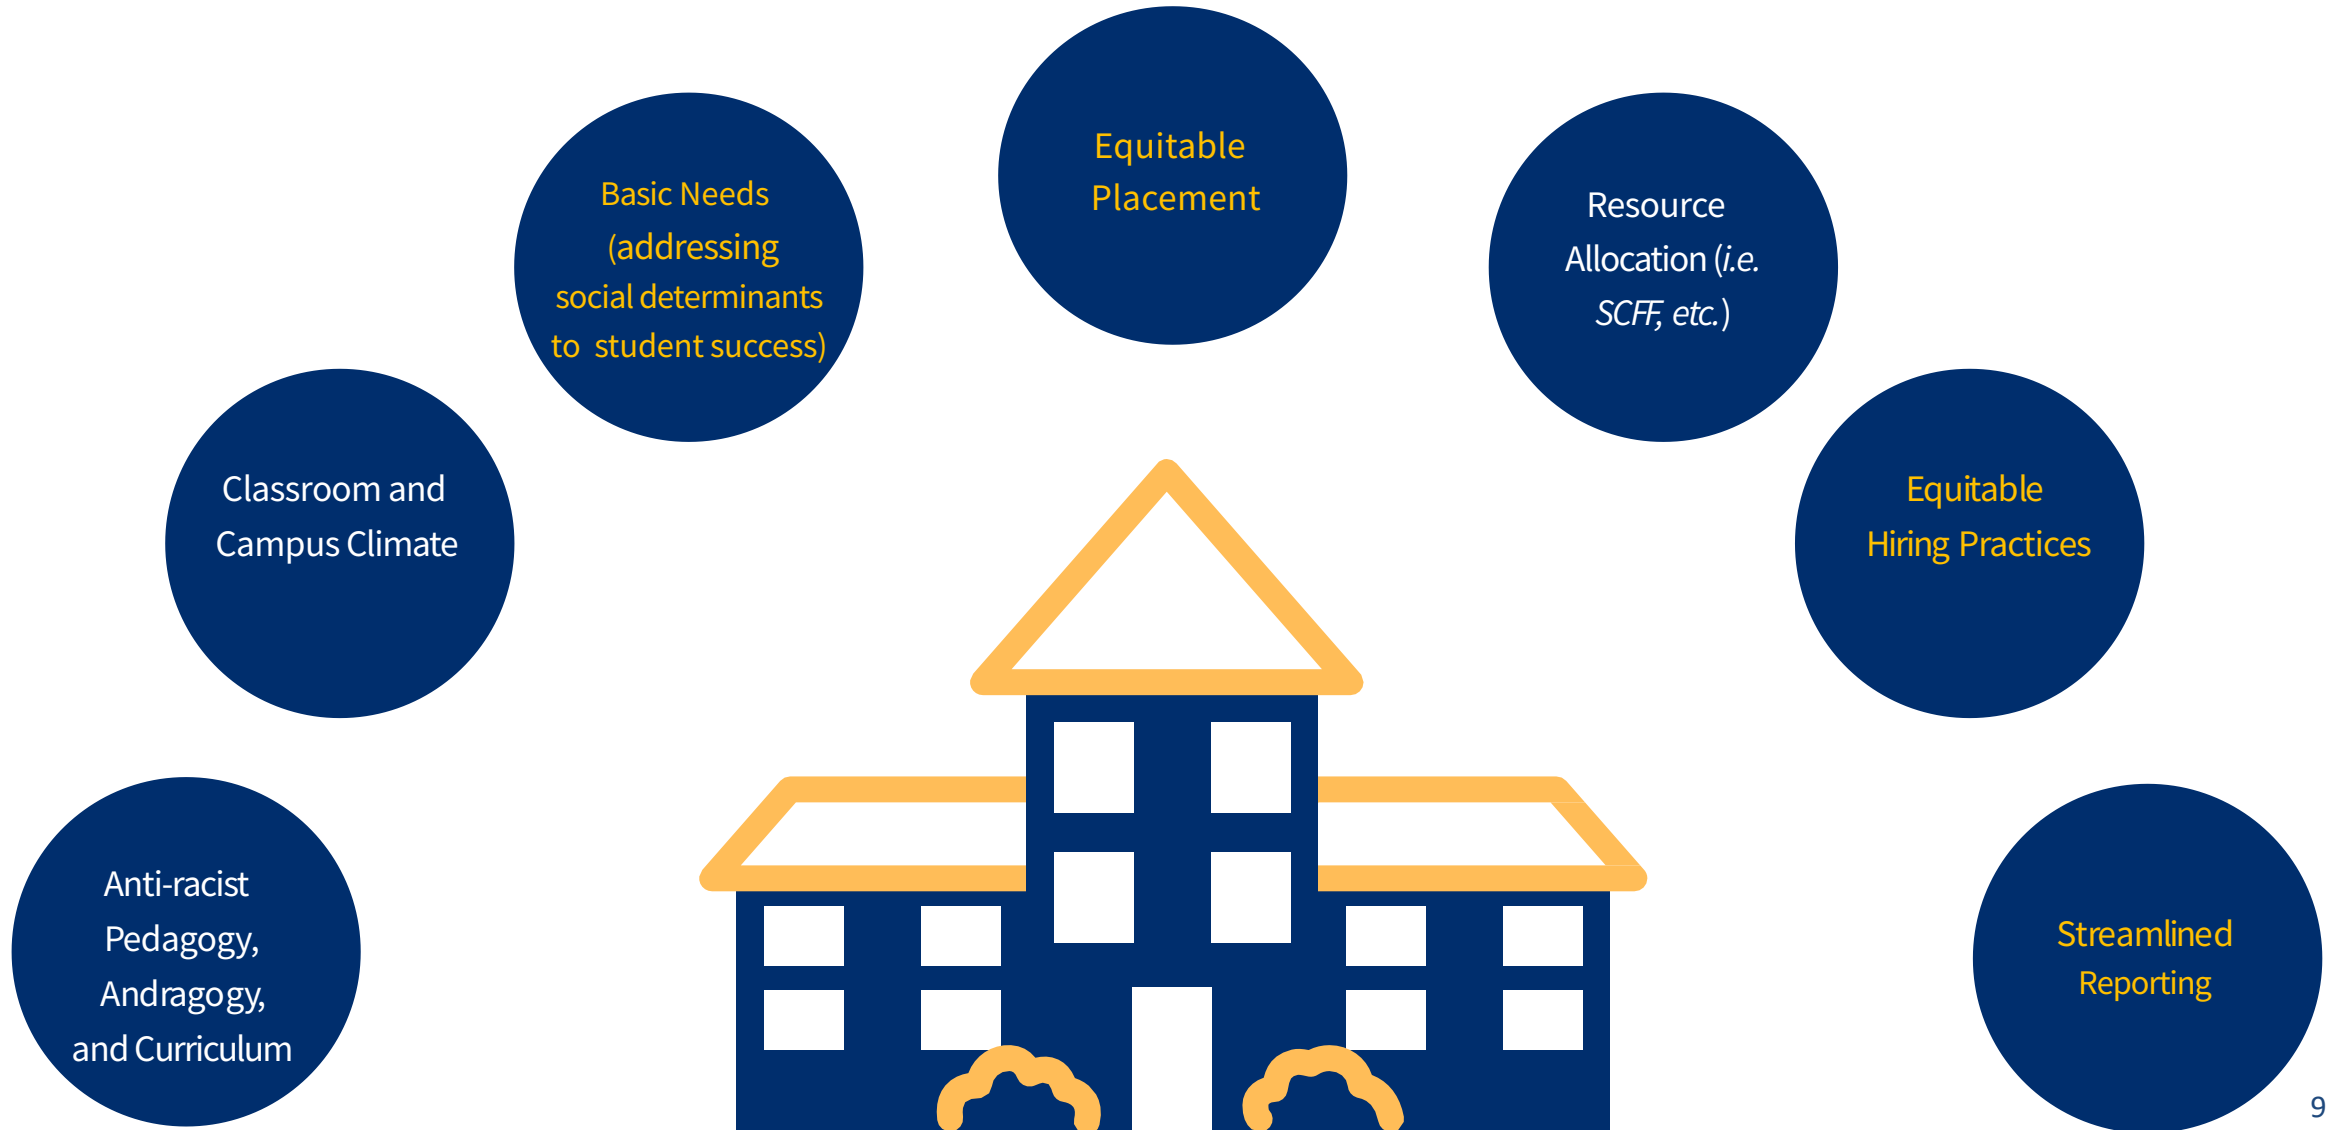 Anti-racist
Pedagogy,
Andragogy,
and Curriculum
Classroom and
Campus Climate
Basic Needs
(addressing
social determinants
to student success)
Equitable
Placement
Resource
Allocation (i.e.
SCFF, etc.)
Equitable
Hiring Practices
Streamlined
Reporting
9